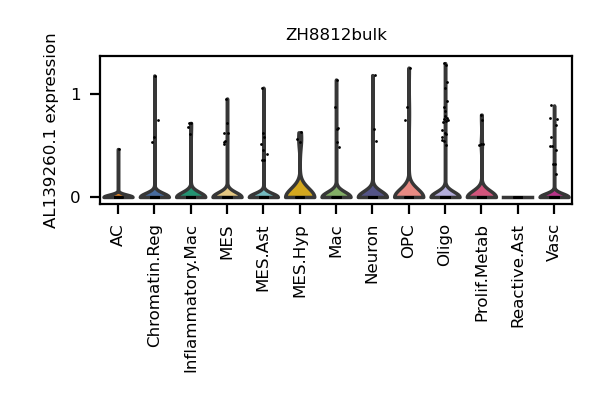 ZH8812bulk
AL139260.1 expression
1
0
AC
Chromatin.Reg
Inflammatory.Mac
MES
MES.Ast
MES.Hyp
Mac
Neuron
OPC
Oligo
Prolif.Metab
Reactive.Ast
Vasc